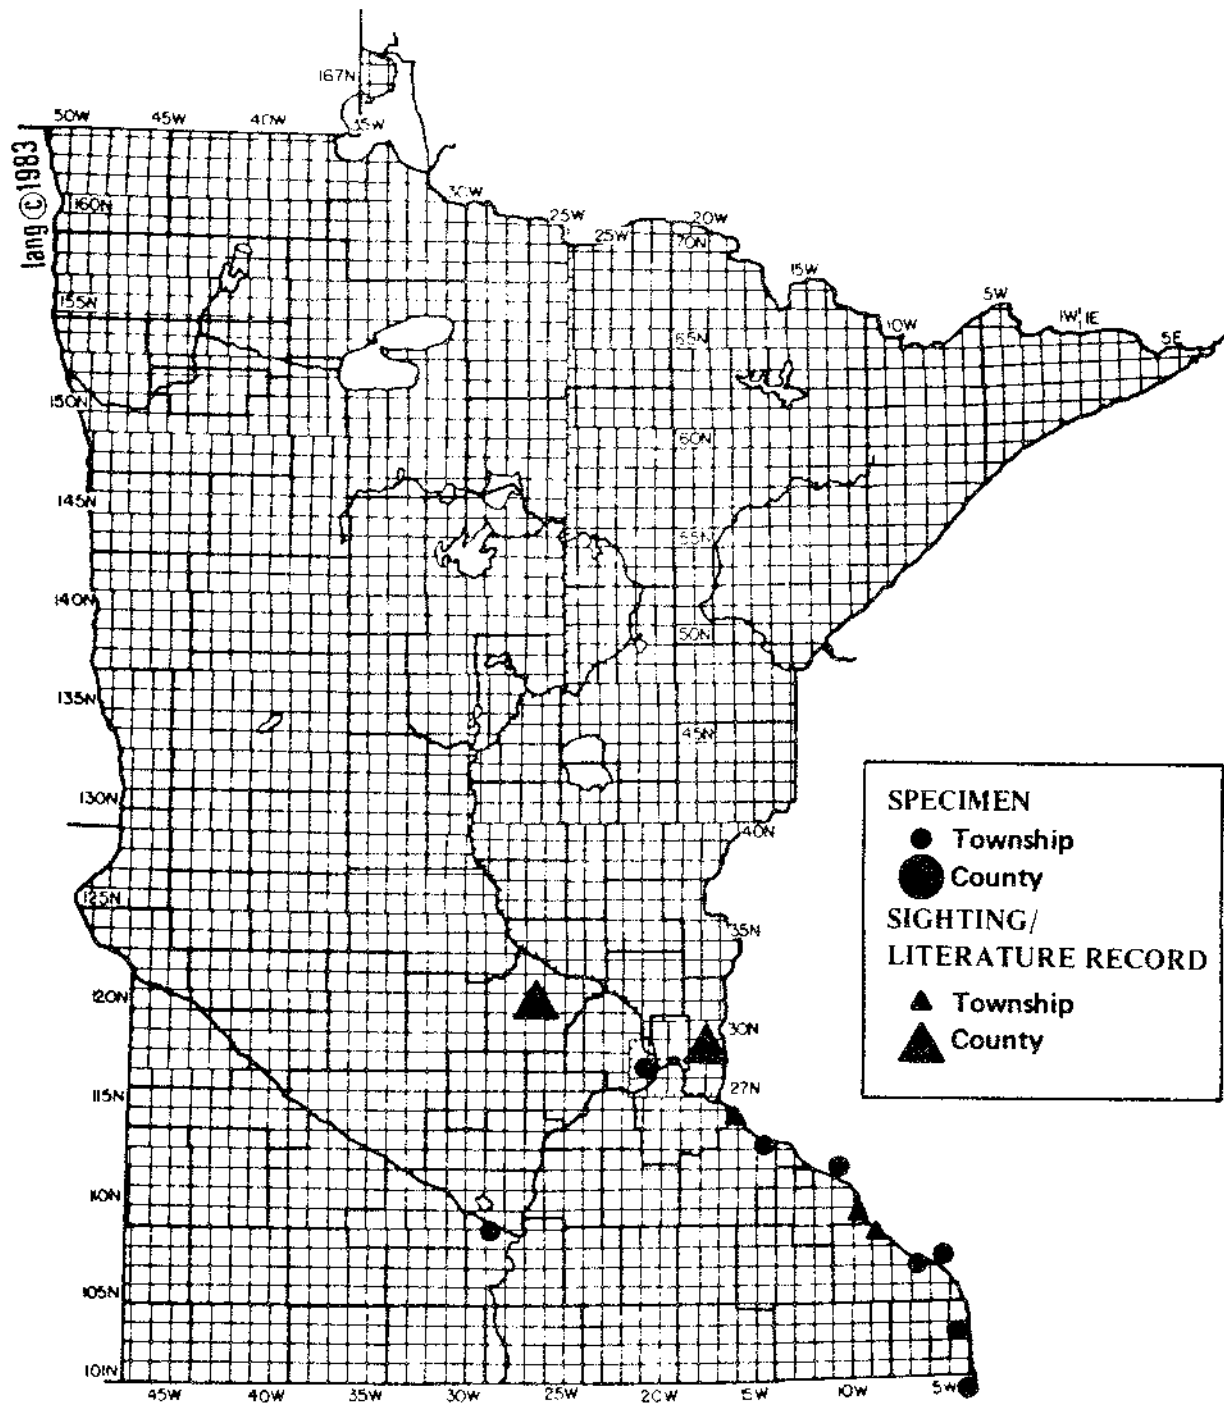 167N
50W 45W 40W 35W
lang ©1983
160N
30W
25W
20W
25W
70N
15W
155N
5W
1W 1E
10W
65N
5E
150N
60N
145N
55N
140N
50N
135N
45N
130N
40N
125N
35N
120N
30N
115N
27N
110N
105N
101N
45W 40W 35W 30W 25W 20W 15W 10W 5W
SPECIMEN
Township
County
SIGHTING/
LITERATURE RECORD
Township
County